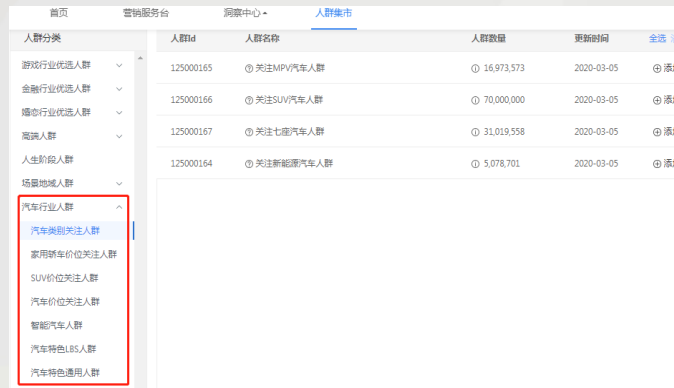 首页 营销服务台 洞察中心 人群集市
人群分类 人群Id 人群名称 人群数量 更新时间 全选
游戏行业优选人群 125000165 关注MPV汽车人群 16,973,573 2020-03-05
金融行业优选人群 125000166 关注SUV汽车人群 70,000,000 2020-03-05
婚恋行业优选人群 125000167 关注七座汽车人群 31,019,558 2020-03-05
高端人群 125000164 关注新能源汽车人群 5,078,701 2020-03-05
人生阶段人群
场景地域人群
汽车行业人群
汽车类别关注人群
家用轿车价位关注人群
SUV价位关注人群
汽车价位关注人群
智能汽车人群
汽车特色LBS人群
汽车特色通用人群